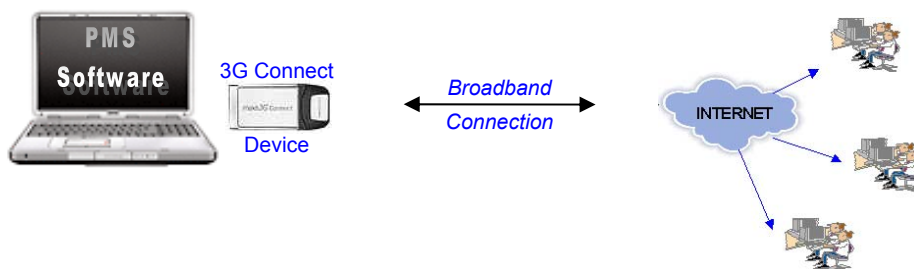 PMS
Software
3G Connect
Device
Broadband
Connection
INTERNET